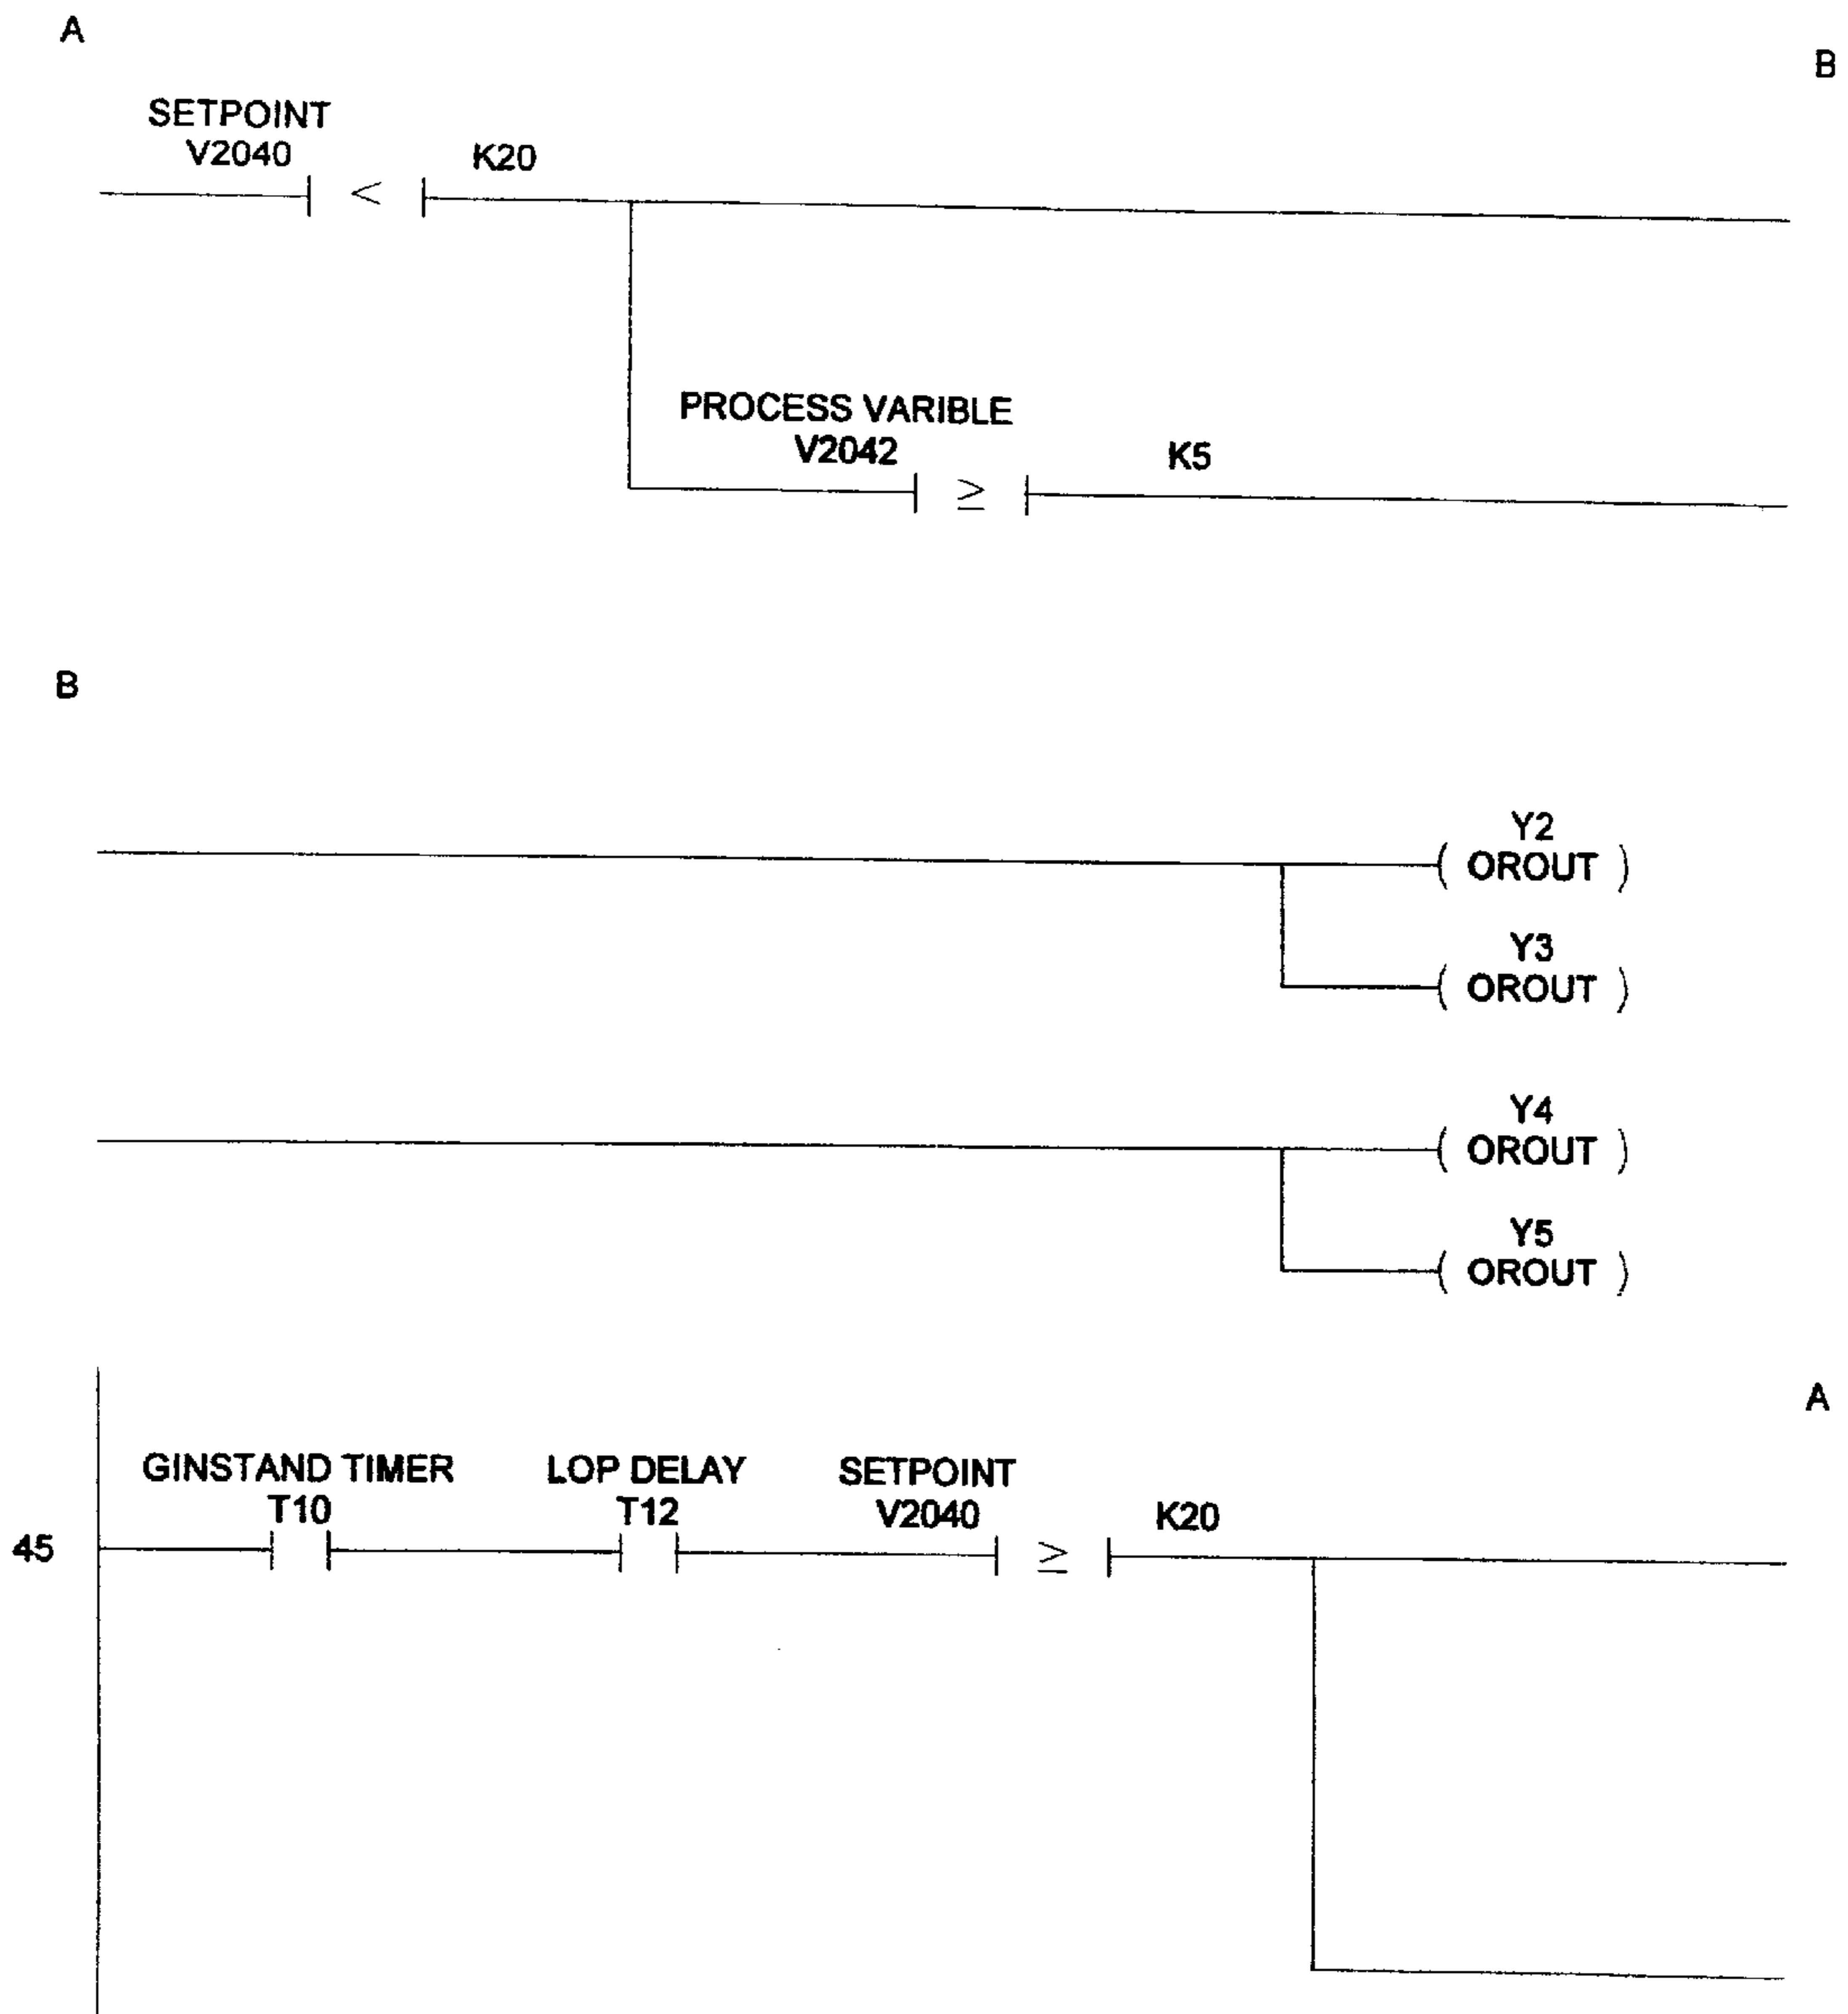 A
B
SETPOINT
V2040
K20
<
PROCESS VARIBLE
V2042
K5
≥
B
Y2
( OROUT )
Y3
( OROUT )
Y4
( OROUT )
Y5
( OROUT )
A
GINSTAND TIMER
T10
LOP DELAY
T12
SETPOINT
V2040
K20
45
≥